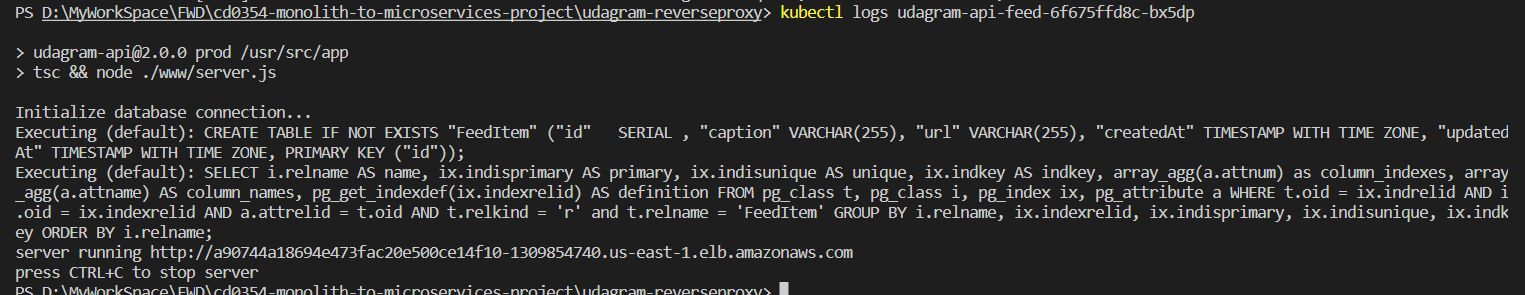 PS D:\MyWorkSpace\FWD\cd0354-monolith-to-microservices-project\udagram-reverseproxy> kubectl logs udagram-api-feed-6f675ffd8c-bx5dp
> udagram-api@2.0.0 prod /usr/src/app
> tsc && node ./www/server.js
Initialize database connection...
Executing (default): CREATE TABLE IF NOT EXISTS "FeedItem" ("id"   SERIAL , "caption" VARCHAR(255), "url" VARCHAR(255), "createdAt" TIMESTAMP WITH TIME ZONE, "updated
At" TIMESTAMP WITH TIME ZONE, PRIMARY KEY ("id"));
Executing (default): SELECT i.relname AS name, ix.indisprimary AS primary, ix.indisunique AS unique, ix.indkey AS indkey, array_agg(a.attnum) as column_indexes, array
_agg(a.attname) AS column_names, pg_get_indexdef(ix.indexrelid) AS definition FROM pg_class t, pg_class i, pg_index ix, pg_attribute a WHERE t.oid = ix.indrelid AND i
.oid = ix.indexrelid AND a.attrelid = t.oid AND t.relkind = 'r' and t.relname = 'FeedItem' GROUP BY i.relname, ix.indexrelid, ix.indisprimary, ix.indisunique, ix.indk
ey ORDER BY i.relname;
server running http://a90744a18694e473fac20e500ce14f10-1309854740.us-east-1.elb.amazonaws.com
press CTRL+C to stop server
PS D:\MyWorkSpace\FWD\cd0354-monolith-to-microservices-project\udagram-reverseproxy>